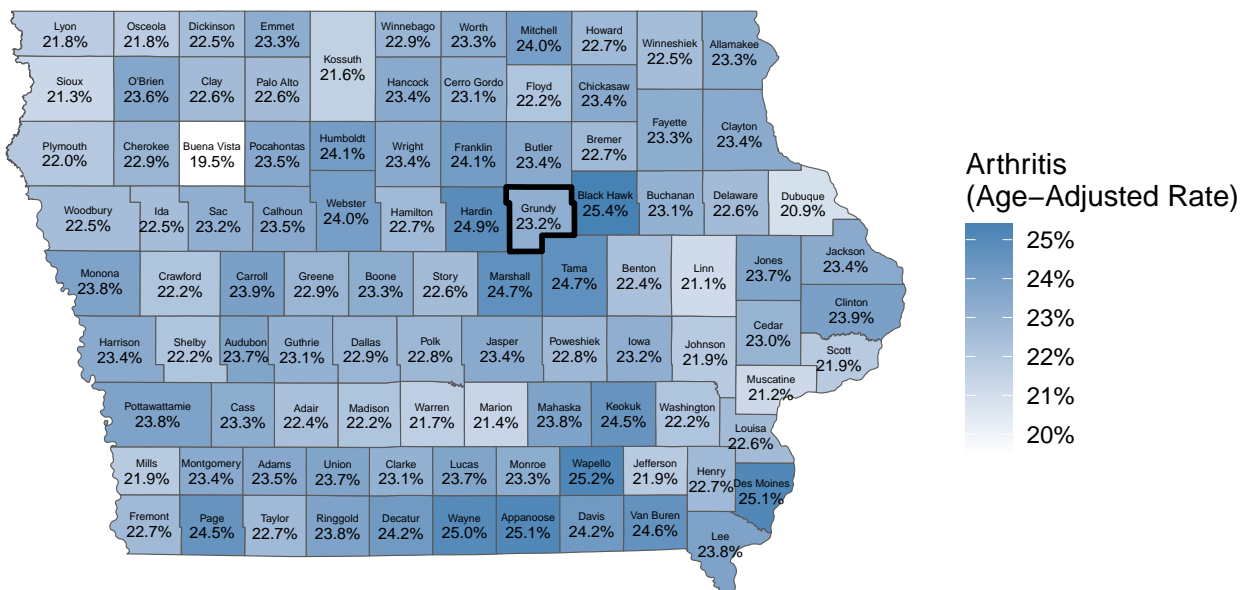 Lyon
21.8%
Osceola
21.8%
Dickinson
22.5%
Emmet
23.3%
Kossuth
21.6%
Winnebago
22.9%
Worth
23.3%
Mitchell
24.0%
Howard
22.7%
Winneshiek
22.5%
Allamakee
23.3%
Sioux
21.3%
O'Brien
23.6%
Clay
22.6%
Palo Alto
22.6%
Hancock
23.4%
Cerro Gordo
23.1%
Floyd
22.2%
Chickasaw
23.4%
Fayette
23.3%
Clayton
23.4%
Plymouth
22.0%
Cherokee
22.9%
Buena Vista
19.5%
Pocahontas
23.5%
Humboldt
24.1%
Wright
23.4%
Franklin
24.1%
Butler
23.4%
Bremer
22.7%
Woodbury
22.5%
Ida
22.5%
Sac
23.2%
Calhoun
23.5%
Webster
24.0%
Hamilton
22.7%
Hardin
24.9%
Grundy
23.2%
Black Hawk
25.4%
Buchanan
23.1%
Delaware
22.6%
Dubuque
20.9%
Monona
23.8%
Crawford
22.2%
Carroll
23.9%
Greene
22.9%
Boone
23.3%
Story
22.6%
Marshall
24.7%
Tama
24.7%
Benton
22.4%
Linn
21.1%
Jones
23.7%
Jackson
23.4%
Clinton
23.9%
Harrison
23.4%
Shelby
22.2%
Audubon
23.7%
Guthrie
23.1%
Dallas
22.9%
Polk
22.8%
Jasper
23.4%
Poweshiek
22.8%
Iowa
23.2%
Johnson
21.9%
Cedar
23.0%
Scott
21.9%
Muscatine
21.2%
Pottawattamie
23.8%
Cass
23.3%
Adair
22.4%
Madison
22.2%
Warren
21.7%
Marion
21.4%
Mahaska
23.8%
Keokuk
24.5%
Washington
22.2%
Louisa
22.6%
Mills
21.9%
Montgomery
23.4%
Adams
23.5%
Union
23.7%
Clarke
23.1%
Lucas
23.7%
Monroe
23.3%
Wapello
25.2%
Jefferson
21.9%
Henry
22.7%
Des Moines
25.1%
Fremont
22.7%
Page
24.5%
Taylor
22.7%
Ringgold
23.8%
Decatur
24.2%
Wayne
25.0%
Appanoose
25.1%
Davis
24.2%
Van Buren
24.6%
Lee
23.8%
Arthritis
(Age−Adjusted Rate)
25%
24%
23%
22%
21%
20%